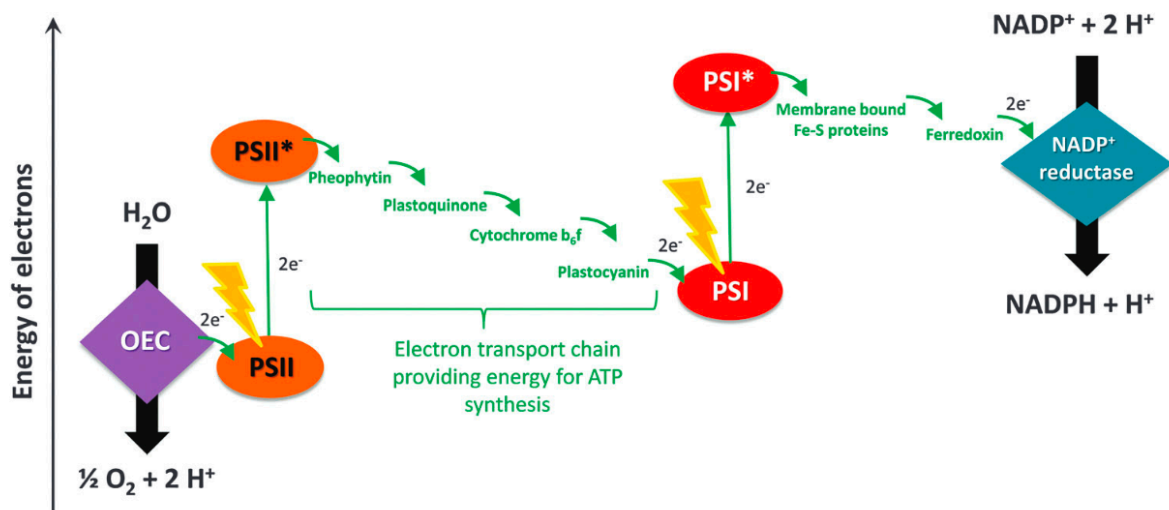 Energy of electrons
H₂O
OEC
½ O₂ + 2 H⁺
2e⁻
PSII
2e⁻
PSII*
Pheophytin
Plastoquinone
Cytochrome b₆f
Plastocyanin
Electron transport chain
providing energy for ATP
synthesis
2e⁻
PSI
2e⁻
PSI*
Membrane bound
Fe-S proteins
Ferredoxin
2e⁻
NADP⁺ + 2 H⁺
NADP⁺
reductase
NADPH + H⁺